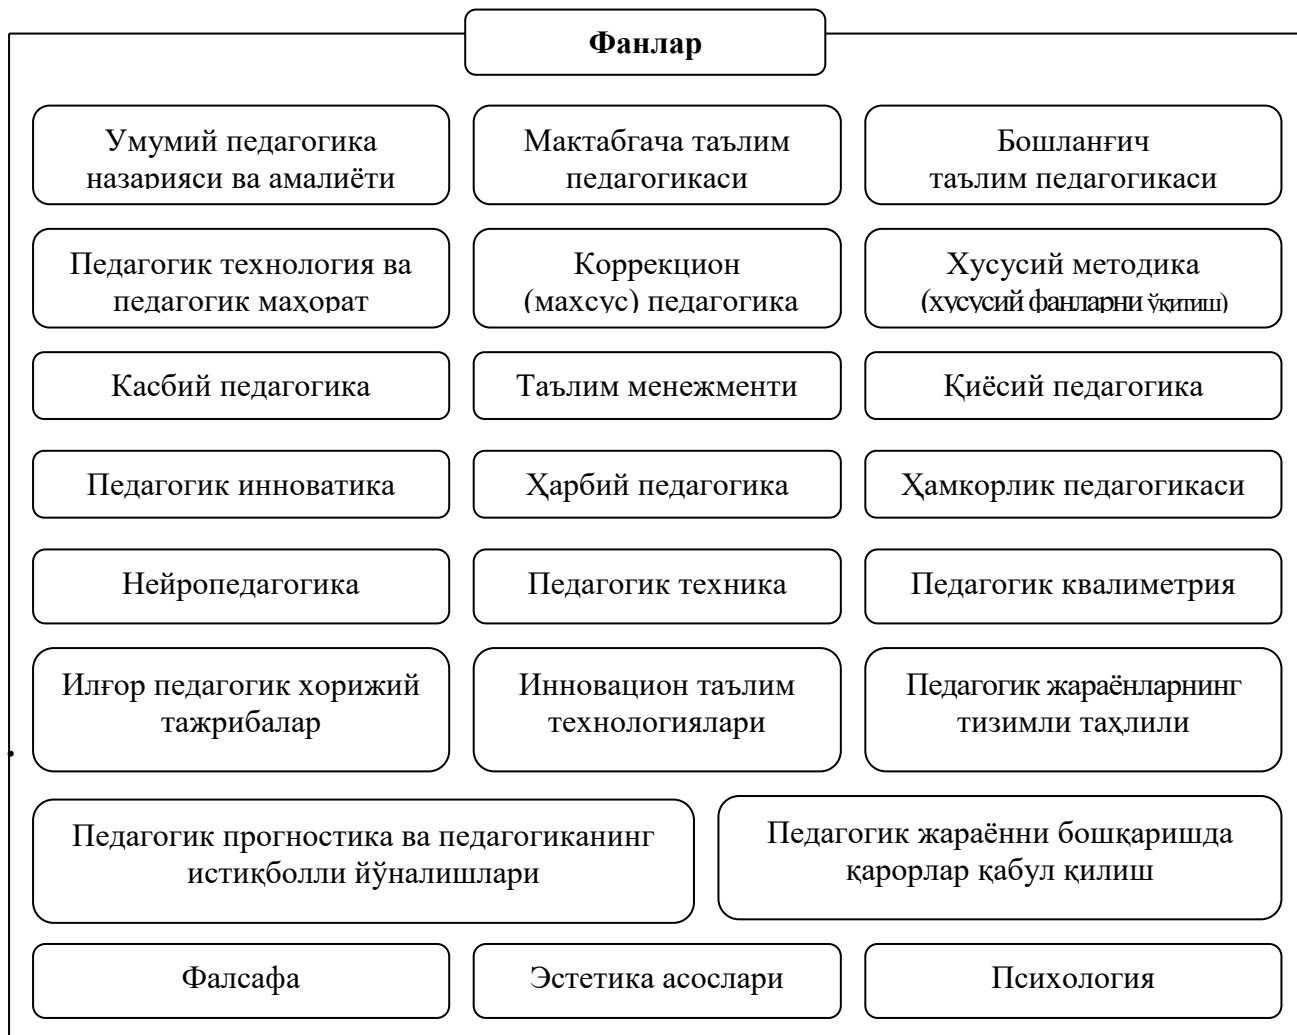 Фанлар
Умумий педагогика
назарияси ва амалиёти
Мактабгача таълим
педагогикаси
Бошланғич
таълим педагогикаси
Педагогик технология ва
педагогик маҳорат
Коррекцион
(махсус) педагогика
Хусусий методика
(хусусий фанларни ўқитиш)
Касбий педагогика
Таълим менежменти
Қиёсий педагогика
Педагогик инноватика
Ҳарбий педагогика
Ҳамкорлик педагогикаси
Нейропедагогика
Педагогик техника
Педагогик квалиметрия
Илғор педагогик хорижий
тажрибалар
Инновацион таълим
технологиялари
Педагогик жараёнларнинг
тизимли таҳлили
Педагогик прогностика ва педагогиканинг
истиқболли йўналишлари
Педагогик жараённи бошқаришда
қарорлар қабул қилиш
Фалсафа
Эстетика асослари
Психология